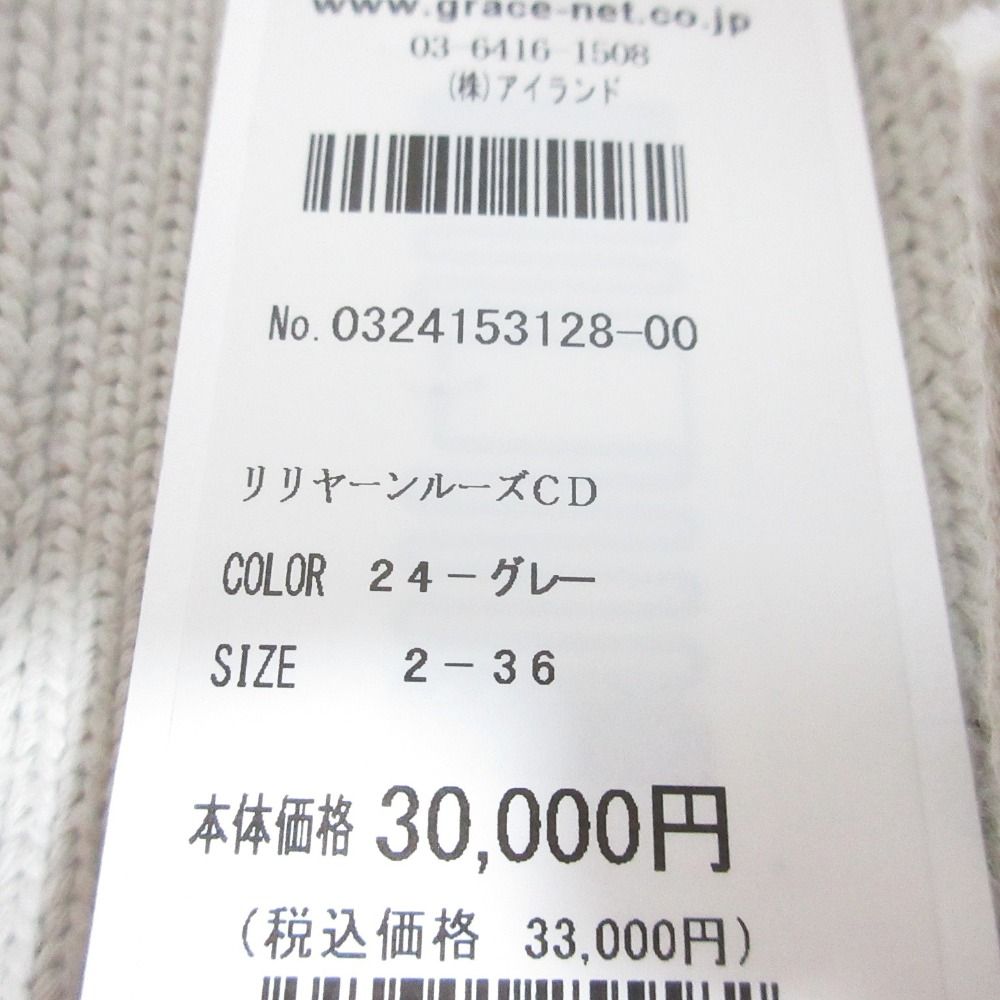 www.grace-net.co.jp
03-6416-1508
(株)アイランド
No.0324153128-00
リリヤーンルーズCD
COLOR 24-グレー
SIZE 2-36
本体価格 30,000円
(税込価格 33,000円)